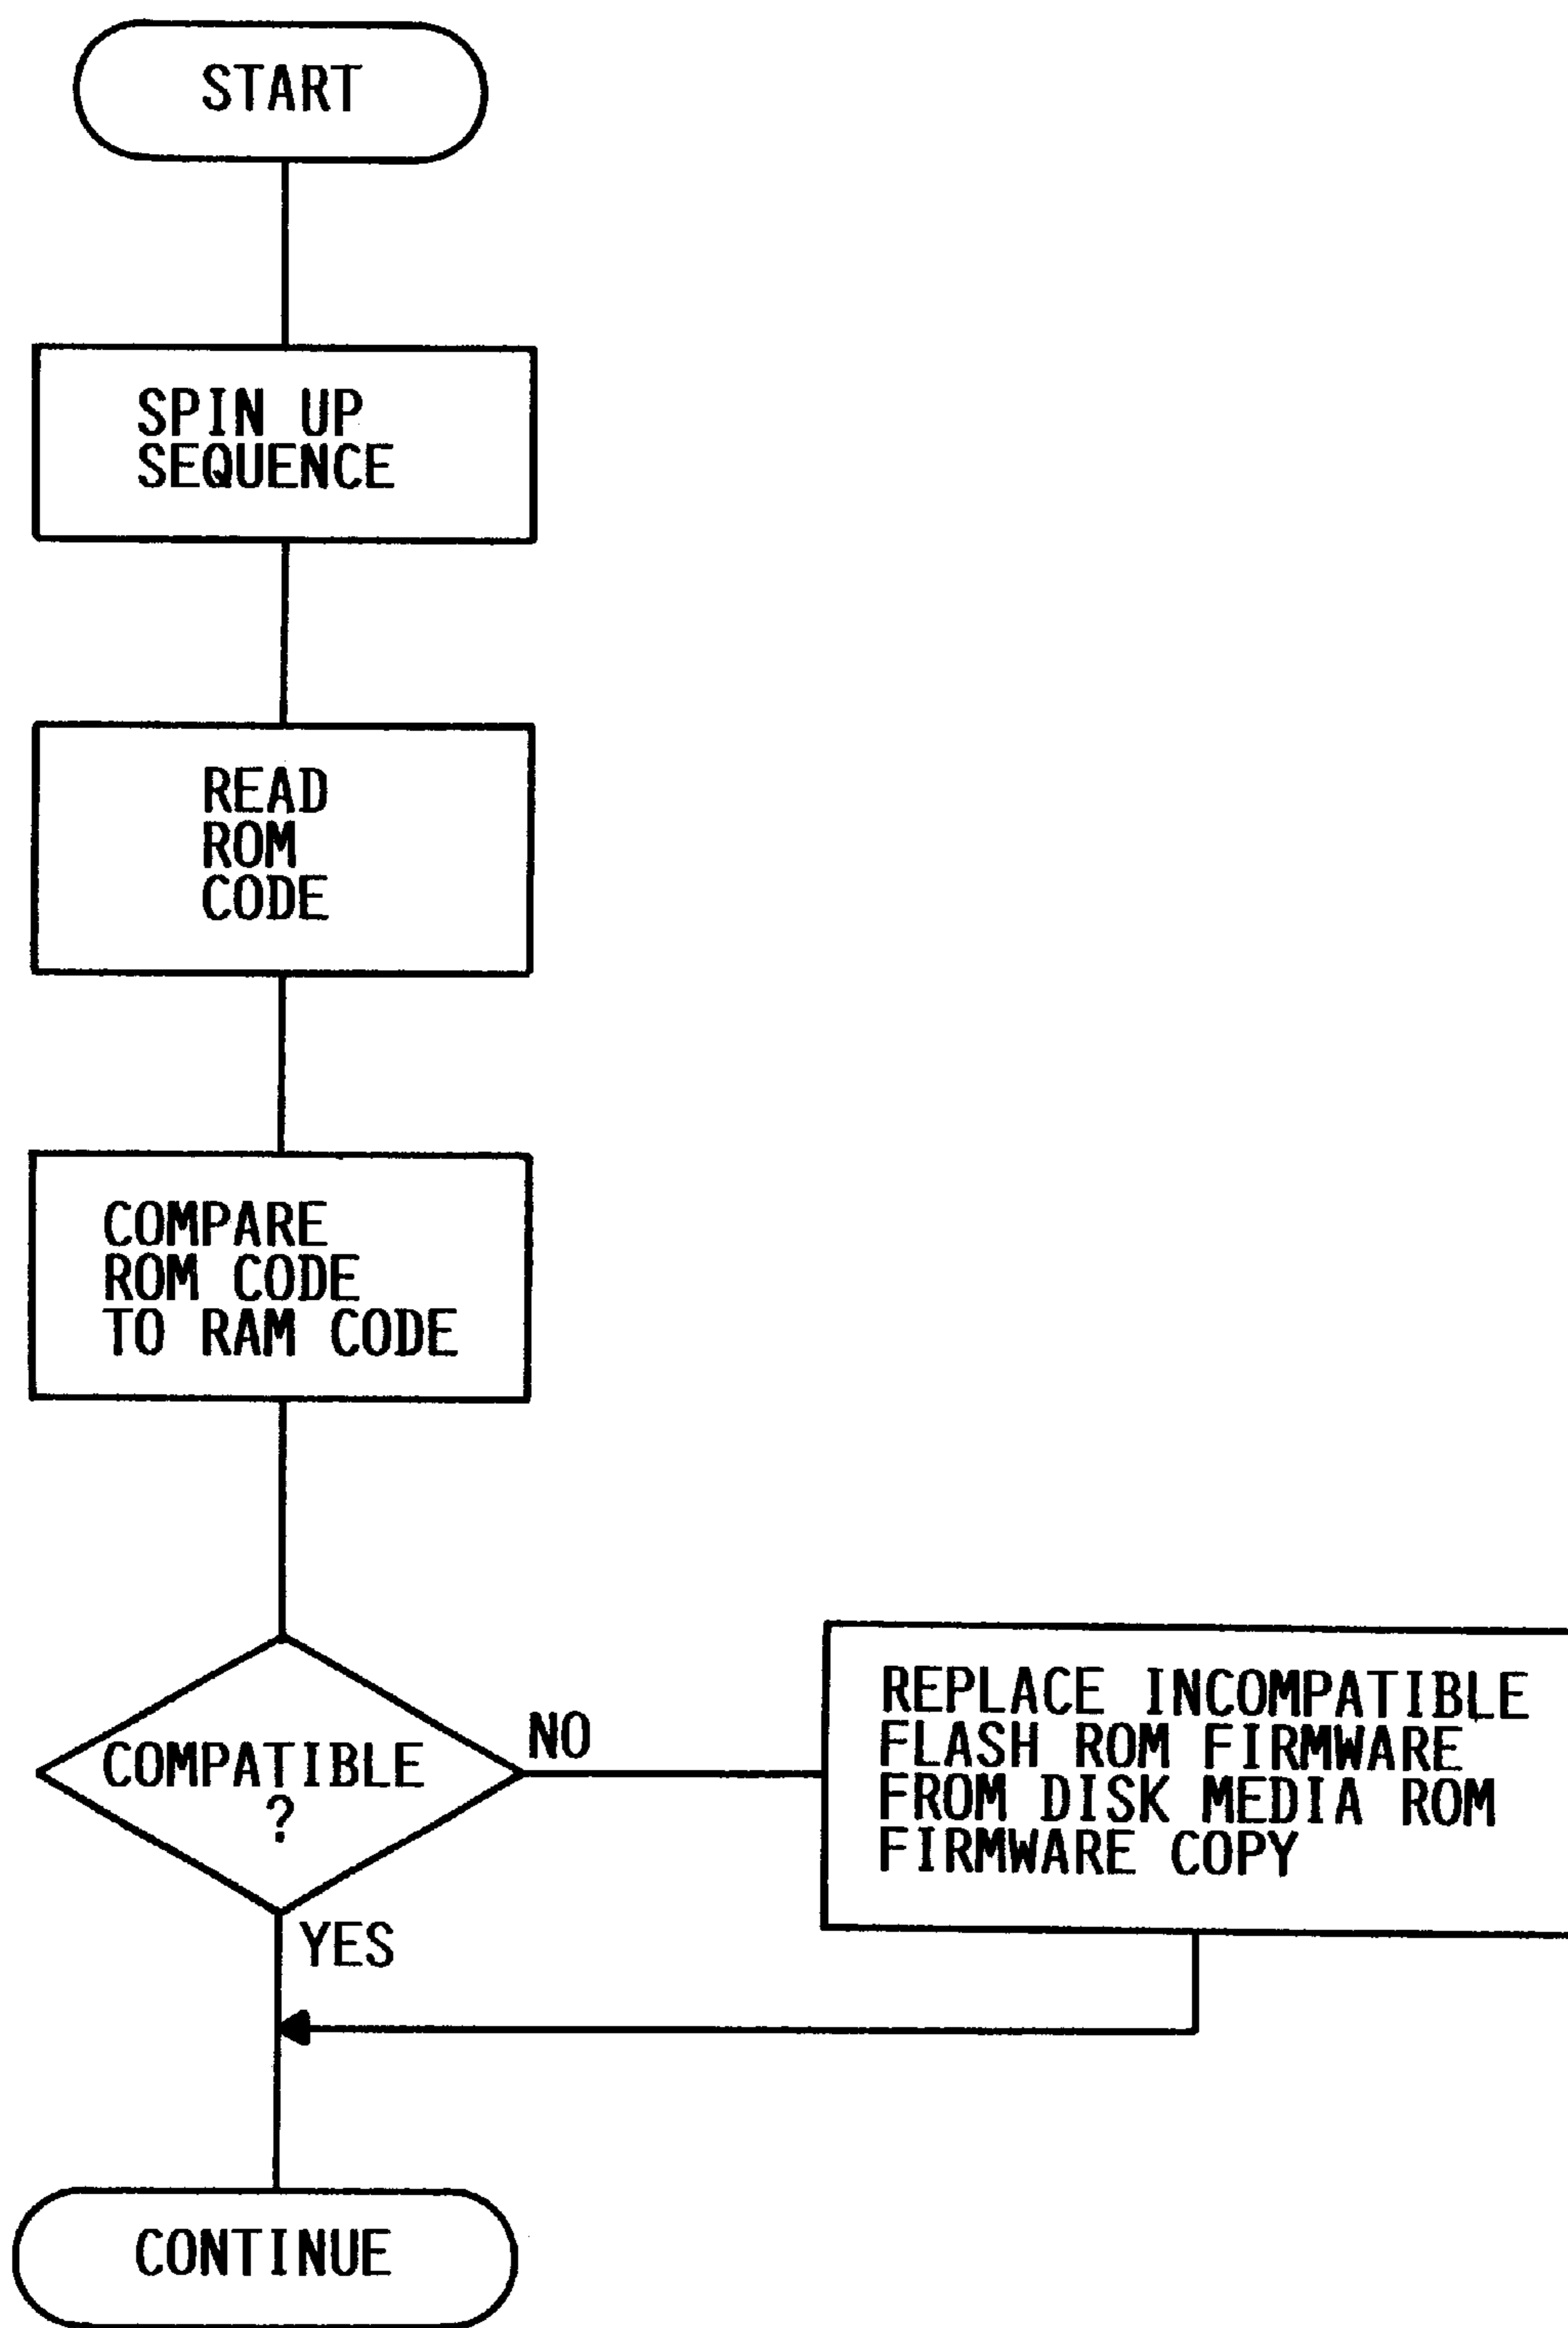 START
SPIN UP
SEQUENCE
READ
ROM
CODE
COMPARE
ROM CODE
TO RAM CODE
COMPATIBLE
?
NO
REPLACE INCOMPATIBLE
FLASH ROM FIRMWARE
FROM DISK MEDIA ROM
FIRMWARE COPY
YES
CONTINUE